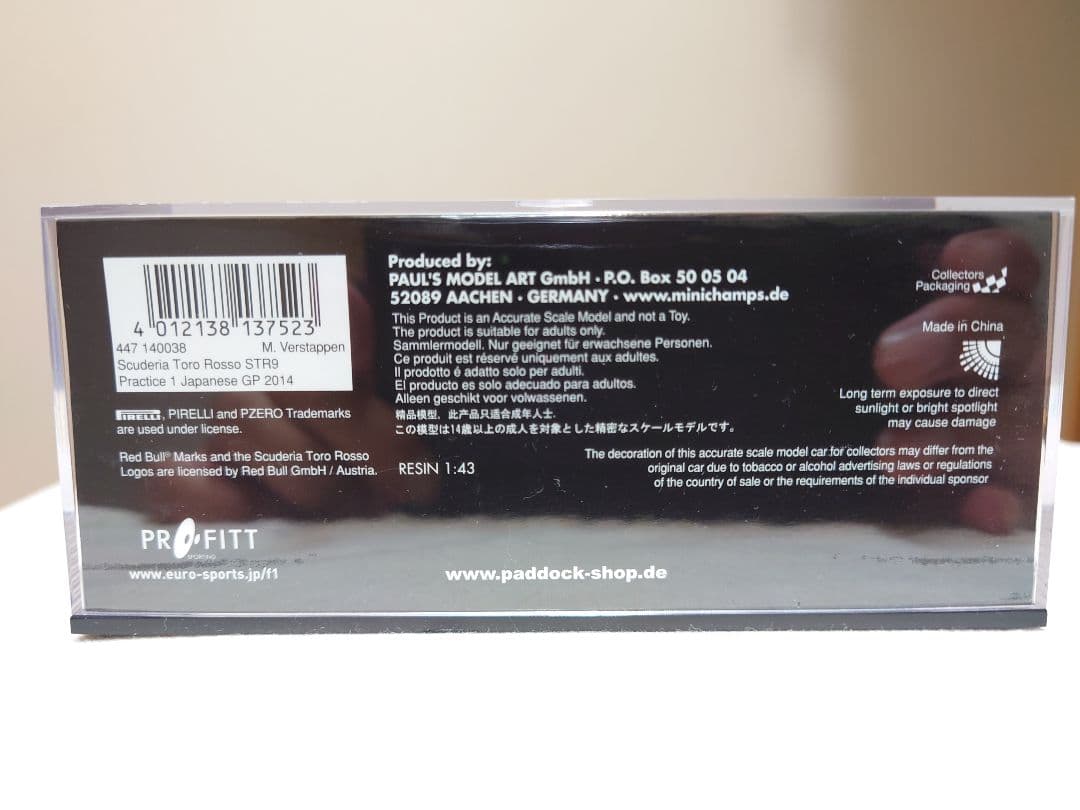 4 012138 137523
447 140038 M. Verstappen
Scuderia Toro Rosso STR9
Practice 1 Japanese GP 2014
PIRELLI, PIRELLI and PZERO Trademarks
are used under license.
Red Bull® Marks and the Scuderia Toro Rosso
Logos are licensed by Red Bull GmbH / Austria.
PROFITT
SPORTING
www.euro-sports.jp/f1
Produced by:
PAUL'S MODEL ART GmbH · P.O. Box 50 05 04
52089 AACHEN · GERMANY · www.minichamps.de
This Product is an Accurate Scale Model and not a Toy.
The product is suitable for adults only.
Sammlermodell. Nur geeignet für erwachsene Personen.
Ce produit est réservé uniquement aux adultes.
Il prodotto é adatto solo per adulti.
El producto es solo adecuado para adultos.
Alleen geschikt voor volwassenen.
精品模型，此产品只适合成年人士.
この模型は14歳以上の成人を対象とした精密なスケールモデルです。
RESIN 1:43
www.paddock-shop.de
Collectors
Packaging
Made in China
Long term exposure to direct
sunlight or bright spotlight
may cause damage
The decoration of this accurate scale model car for collectors may differ from the
original car due to tobacco or alcohol advertising laws or regulations
of the country of sale or the requirements of the individual sponsor